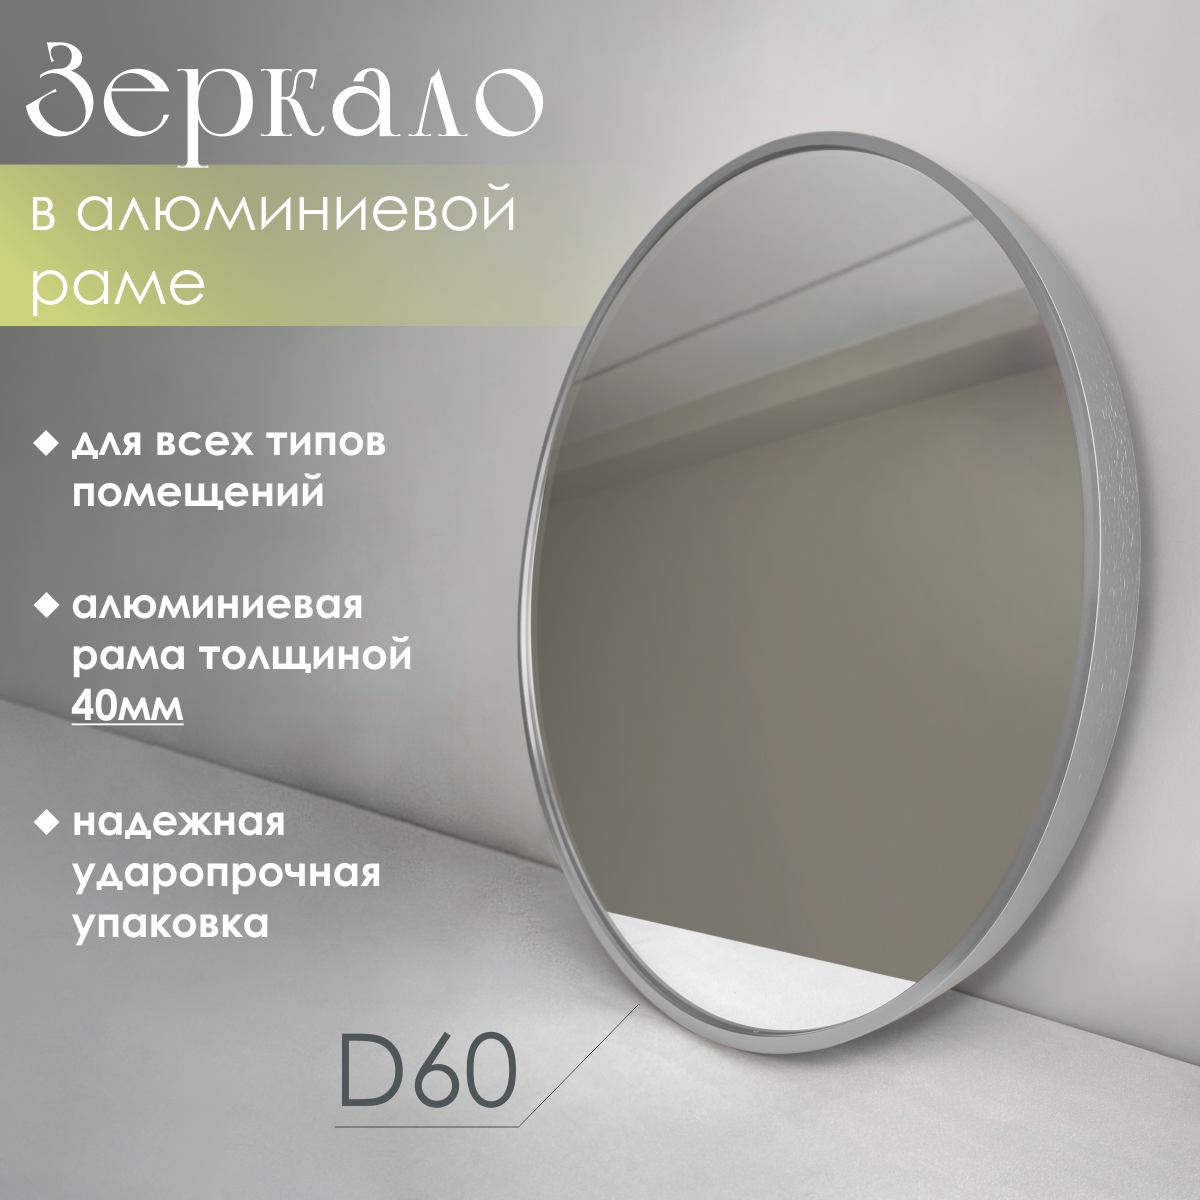 Зеркало
в алюминиевой
раме
для всех типов
помещений
алюминиевая
рама толщиной
40мм
надежная
ударопрочная
упаковка
D60